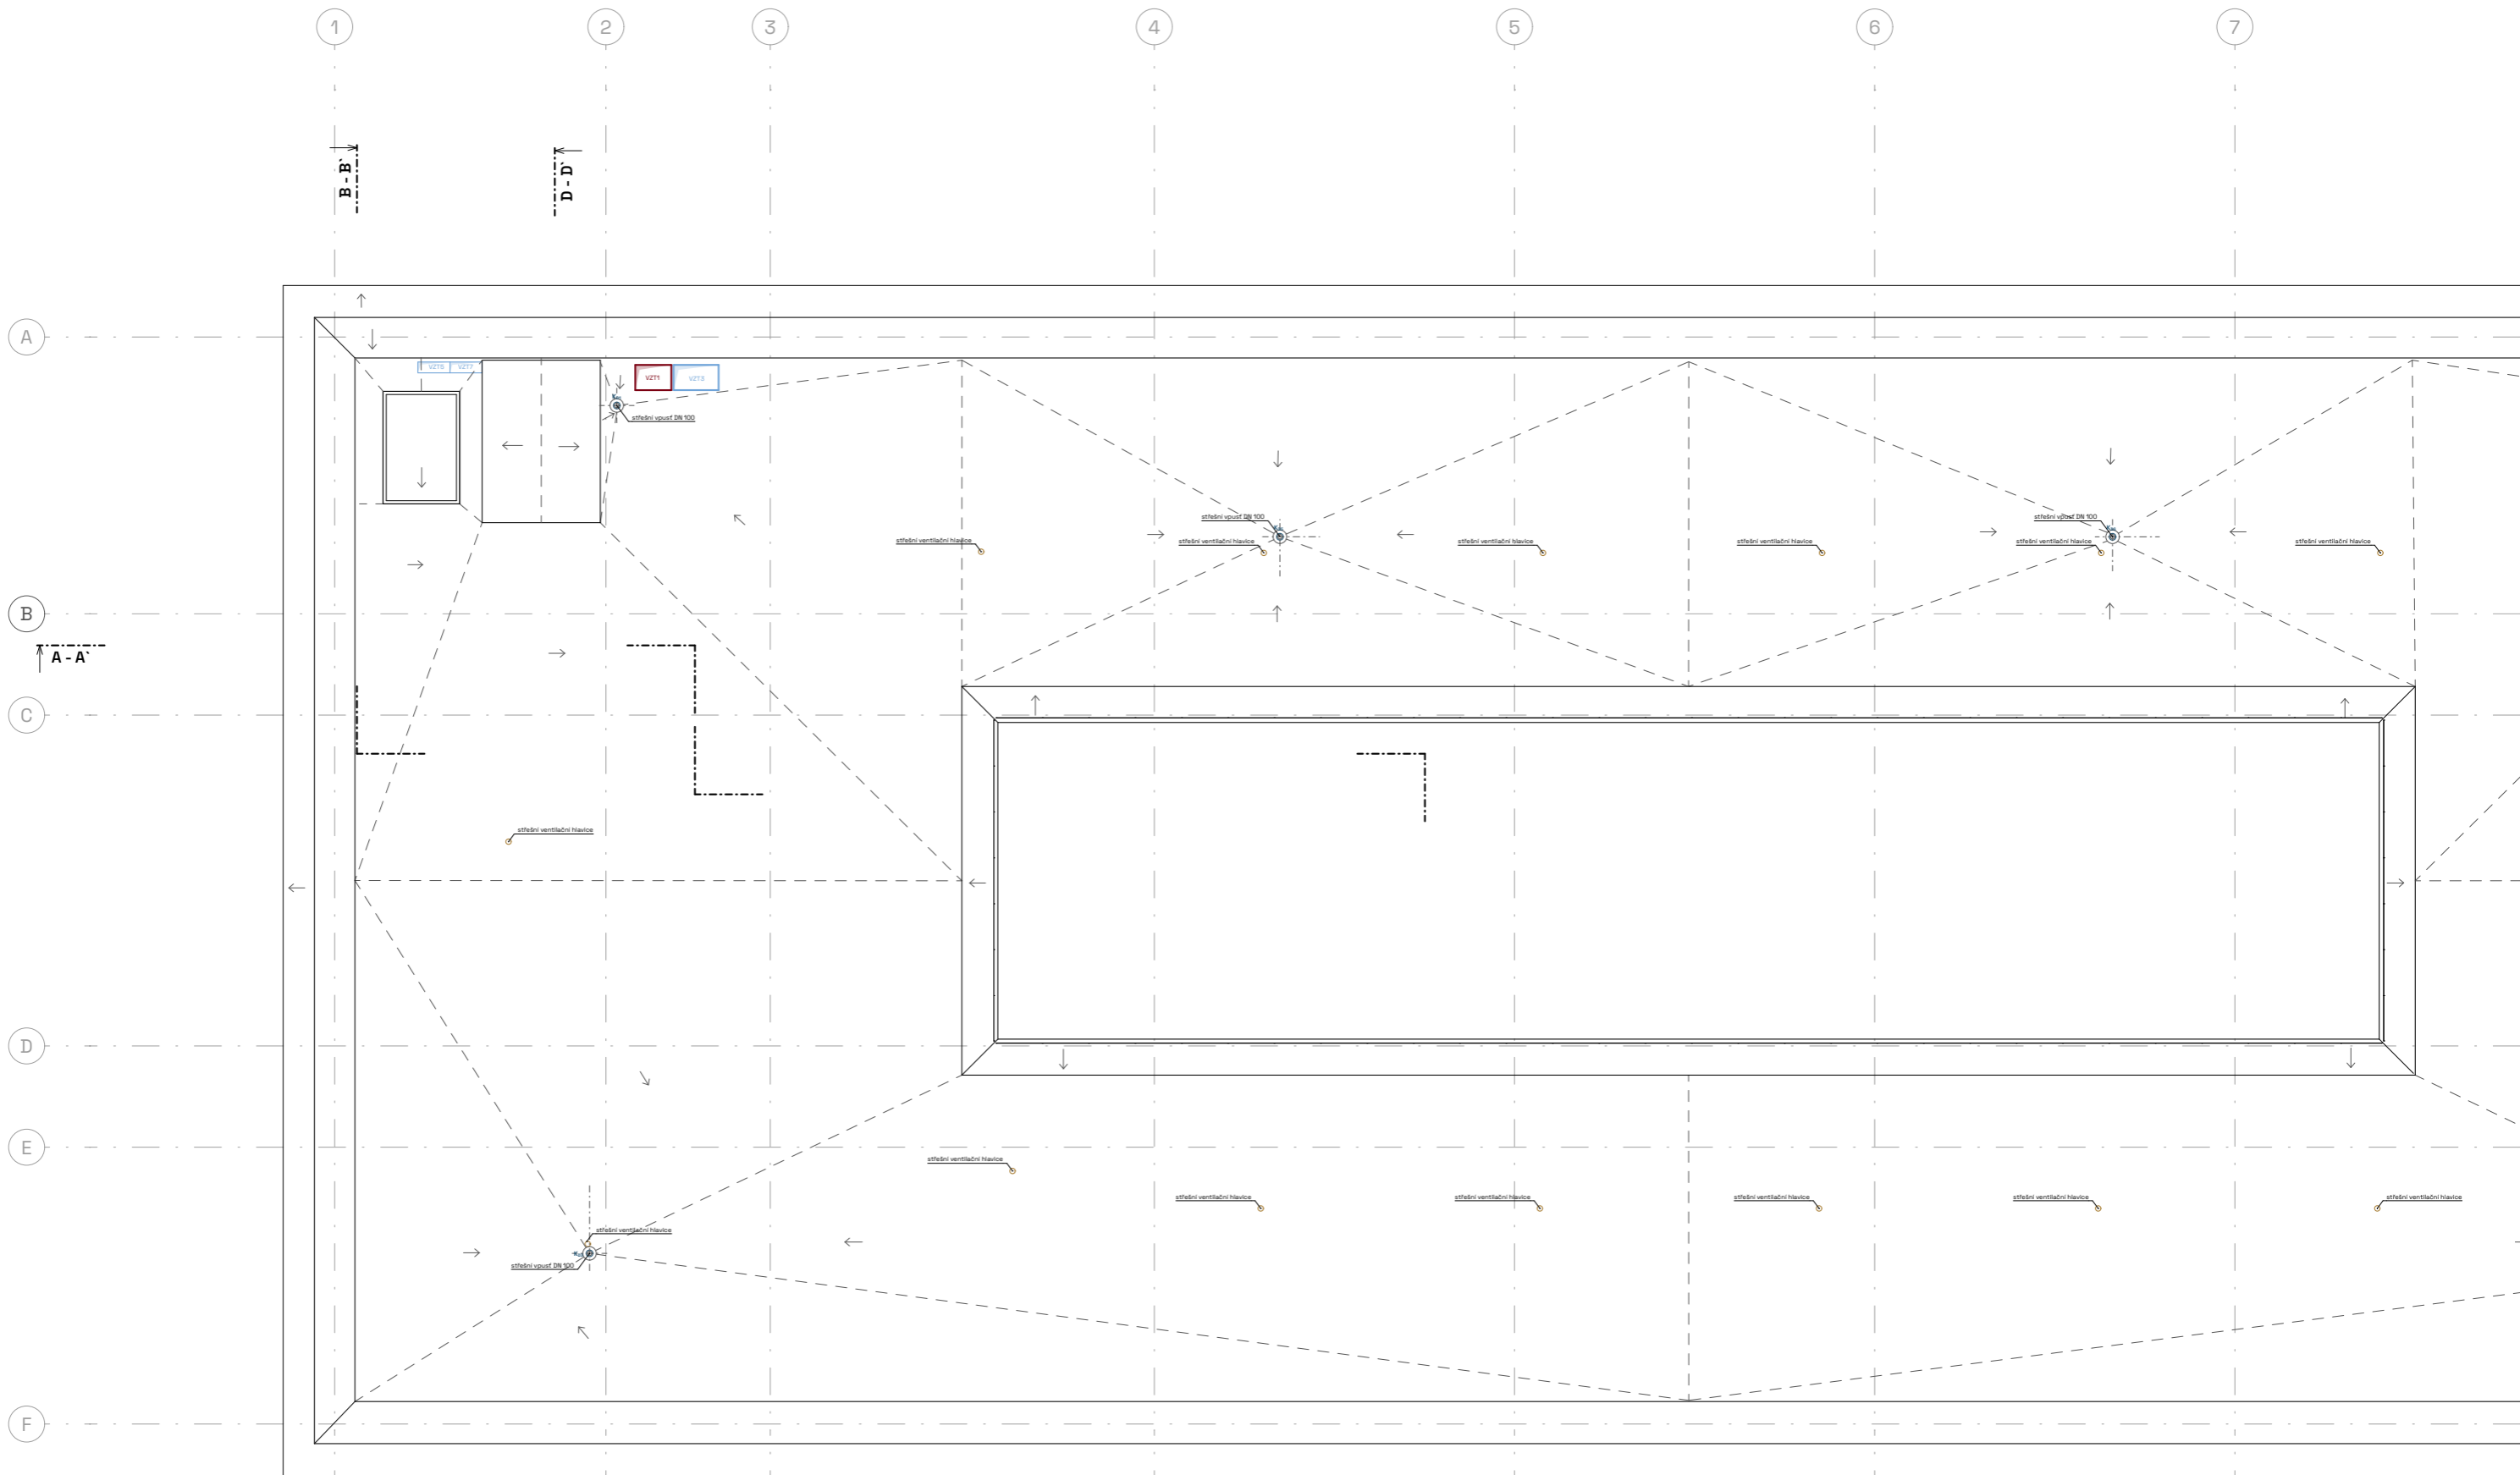 1
2
3
4
5
6
7
B - B`
D - D`
A
VZT6
VZT7
VZT1
VZT3
střešní vpusť DN 100
střešní vpusť DN 100
střešní vpusť DN 100
střešní ventilační hlavice
střešní ventilační hlavice
střešní ventilační hlavice
střešní ventilační hlavice
střešní ventilační hlavice
střešní ventilační hlavice
B
A - A`
C
střešní ventilační hlavice
D
E
střešní ventilační hlavice
střešní ventilační hlavice
střešní ventilační hlavice
střešní ventilační hlavice
střešní ventilační hlavice
střešní ventilační hlavice
střešní ventilační hlavice
střešní vpusť DN 100
F